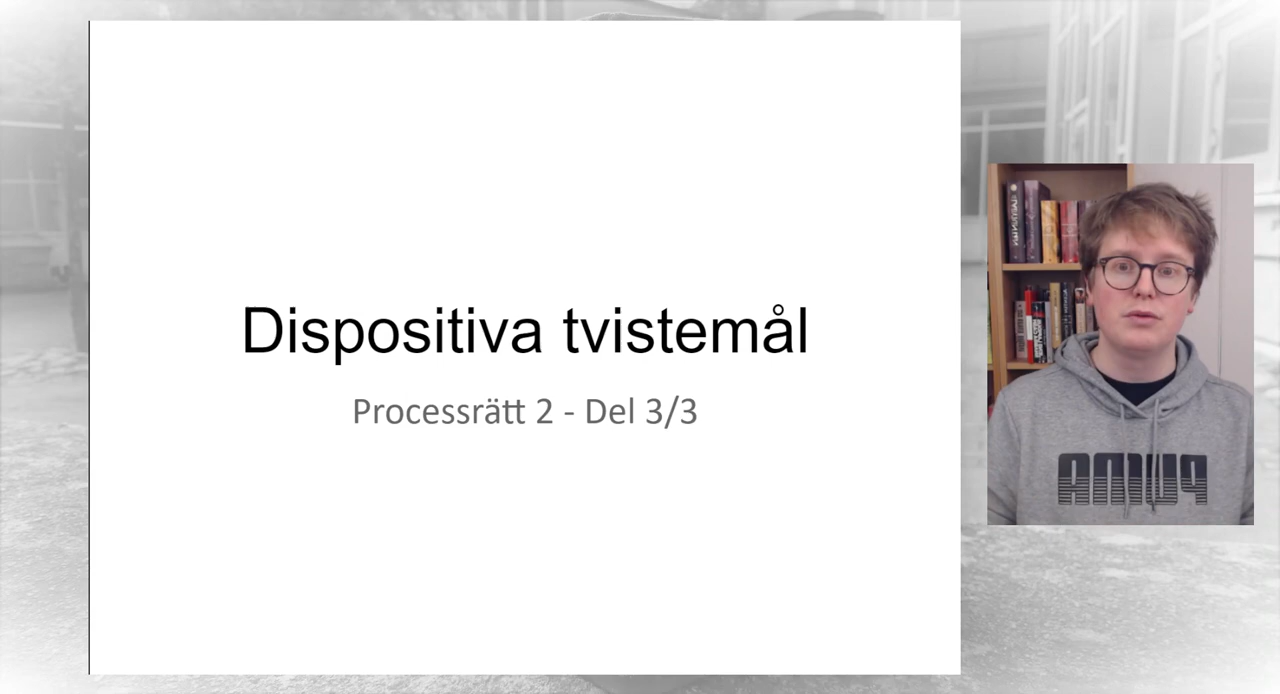 Dispositiva tvistemål
Processrätt 2 - Del 3/3